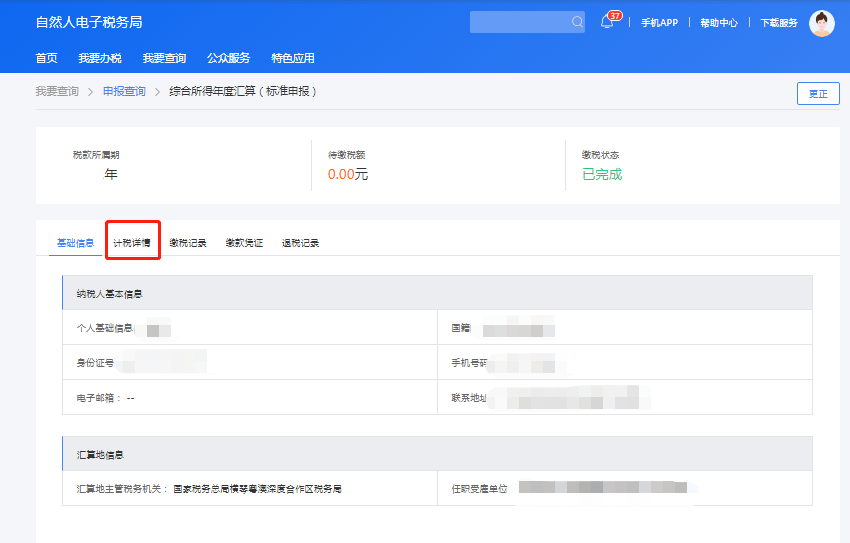 自然人电子税务局
37
手机APP
帮助中心
下载服务
首页 我要办税 我要查询 公众服务 特色应用
我要查询 > 申报查询 > 综合所得年度汇算（标准申报）
更正
税款所属期
年
待缴税额
0.00元
缴税状态
已完成
基础信息 计税详情 缴税记录 缴款凭证 退税记录
纳税人基本信息
个人基础信息
国籍
身份证号
手机号码
电子邮箱： --
联系地址
汇算地信息
汇算地主管税务机关： 国家税务总局横琴粤澳深度合作区税务局
任职受雇单位